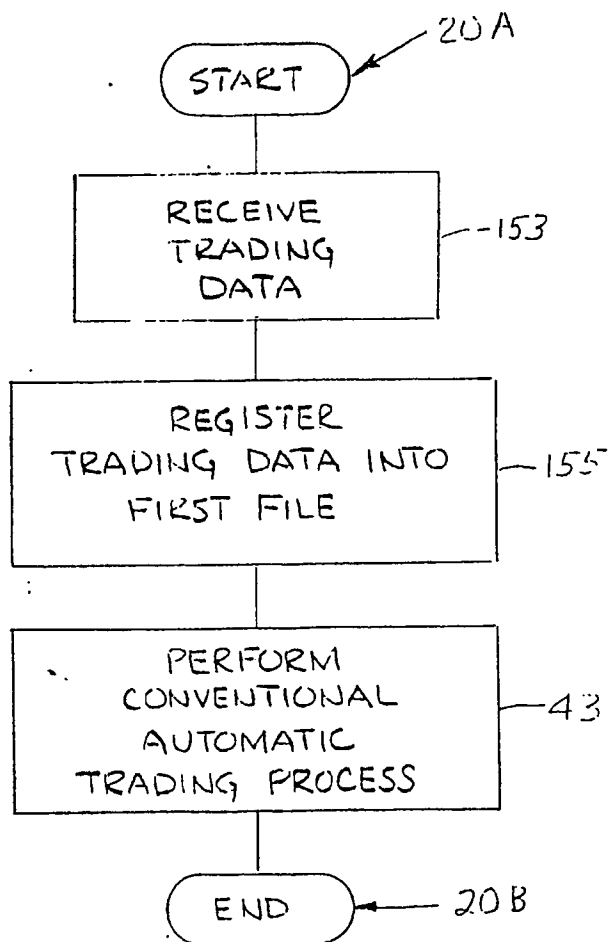 20A
START
RECEIVE
TRADING
DATA
153
REGISTER
TRADING DATA INTO
FIRST FILE
155
PERFORM
CONVENTIONAL
AUTOMATIC
TRADING PROCESS
43
END
20B